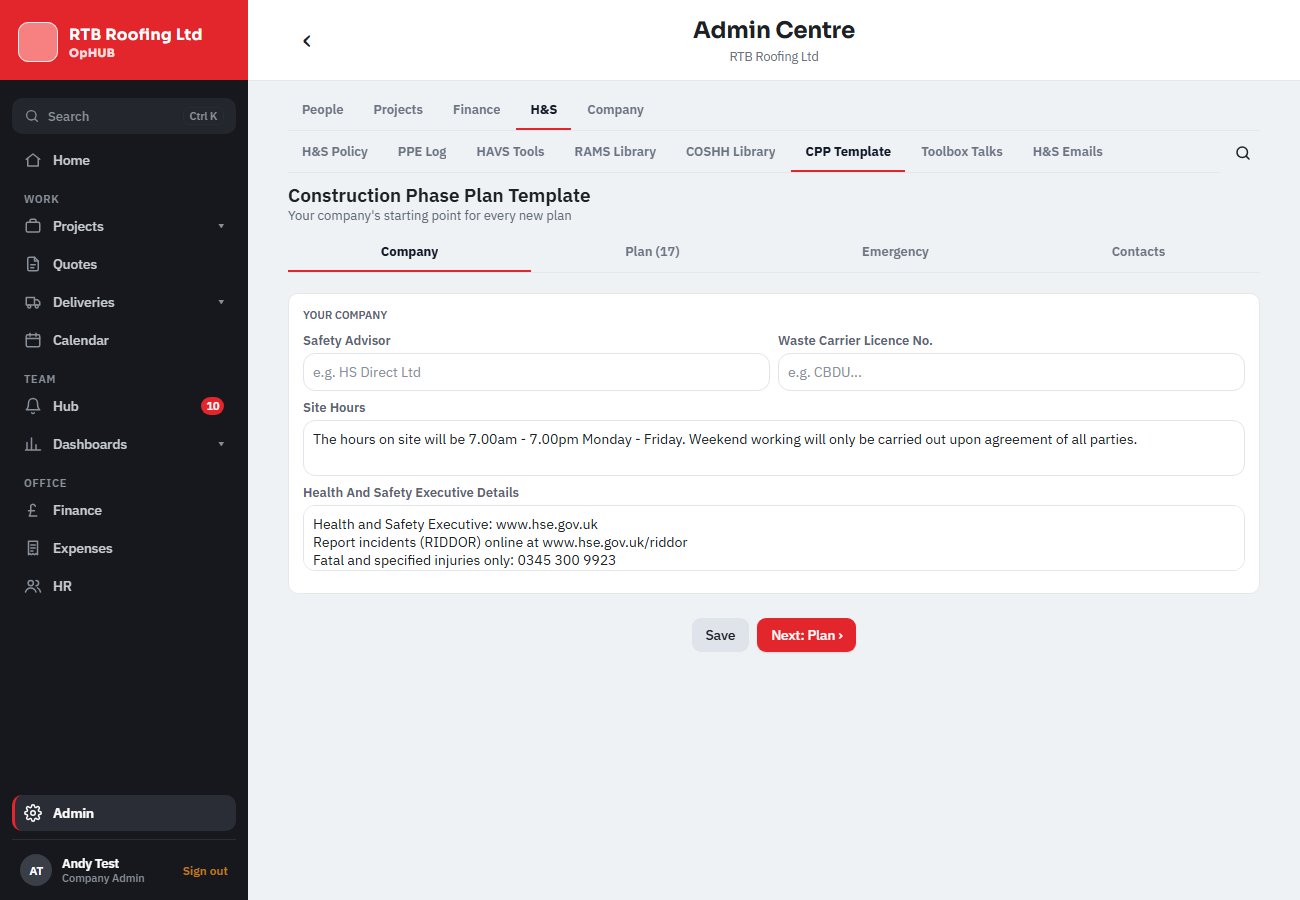 RTB Roofing Ltd
OpHUB
Search
Ctrl K
Home
WORK
Projects
Quotes
Deliveries
Calendar
TEAM
Hub
10
Dashboards
OFFICE
Finance
Expenses
HR
Admin
AT
Andy Test
Company Admin
Sign out
Admin Centre
RTB Roofing Ltd
People Projects Finance H&S Company
H&S Policy PPE Log HAVS Tools RAMS Library COSHH Library CPP Template Toolbox Talks H&S Emails
Construction Phase Plan Template
Your company's starting point for every new plan
Company Plan (17) Emergency Contacts
YOUR COMPANY
Safety Advisor Waste Carrier Licence No.
e.g. HS Direct Ltd e.g. CBDU...
Site Hours
The hours on site will be 7.00am - 7.00pm Monday - Friday. Weekend working will only be carried out upon agreement of all parties.
Health And Safety Executive Details
Health and Safety Executive: www.hse.gov.uk
Report incidents (RIDDOR) online at www.hse.gov.uk/riddor
Fatal and specified injuries only: 0345 300 9923
Save Next: Plan ›